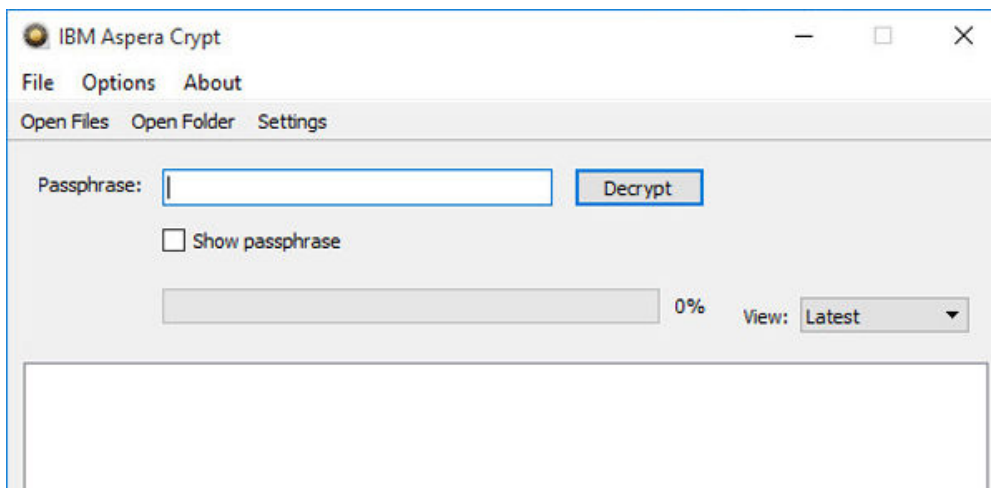 IBM Aspera Crypt
File Options About
Open Files Open Folder Settings
Passphrase: Decrypt
Show passphrase
0% View: Latest